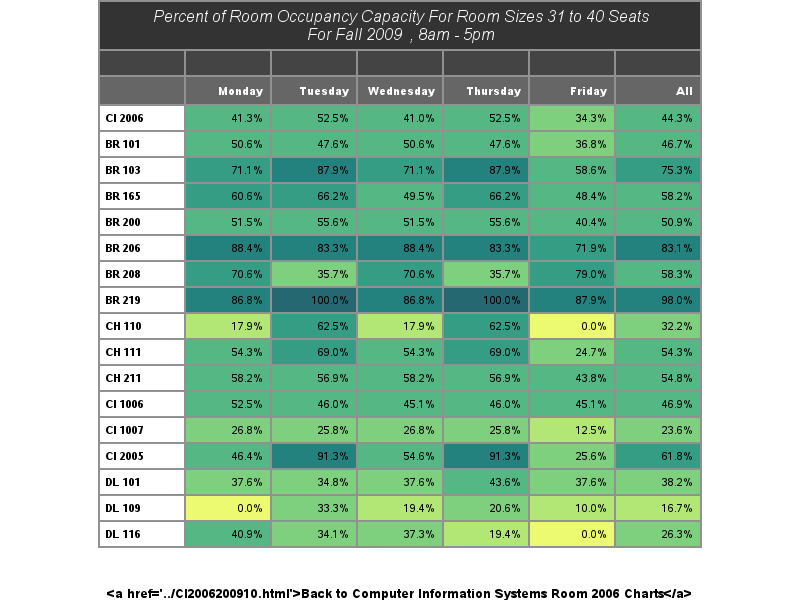 Percent of Room Occupancy Capacity For Room Sizes 31 to 40 Seats
For Fall 2009 , 8am - 5pm
Monday Tuesday Wednesday Thursday Friday All
CI 2006 41.3% 52.5% 41.0% 52.5% 34.3% 44.3%
BR 101 50.6% 47.6% 50.6% 47.6% 36.8% 46.7%
BR 103 71.1% 87.9% 71.1% 87.9% 58.6% 75.3%
BR 165 60.6% 66.2% 49.5% 66.2% 48.4% 58.2%
BR 200 51.5% 55.6% 51.5% 55.6% 40.4% 50.9%
BR 206 88.4% 83.3% 88.4% 83.3% 71.9% 83.1%
BR 208 70.6% 35.7% 70.6% 35.7% 79.0% 58.3%
BR 219 86.8% 100.0% 86.8% 100.0% 87.9% 98.0%
CH 110 17.9% 62.5% 17.9% 62.5% 0.0% 32.2%
CH 111 54.3% 69.0% 54.3% 69.0% 24.7% 54.3%
CH 211 58.2% 56.9% 58.2% 56.9% 43.8% 54.8%
CI 1006 52.5% 46.0% 45.1% 46.0% 45.1% 46.9%
CI 1007 26.8% 25.8% 26.8% 25.8% 12.5% 23.6%
CI 2005 46.4% 91.3% 54.6% 91.3% 25.6% 61.8%
DL 101 37.6% 34.8% 37.6% 43.6% 37.6% 38.2%
DL 109 0.0% 33.3% 19.4% 20.6% 10.0% 16.7%
DL 116 40.9% 34.1% 37.3% 19.4% 0.0% 26.3%
<a href='../CI2006200910.html'>Back to Computer Information Systems Room 2006 Charts</a>